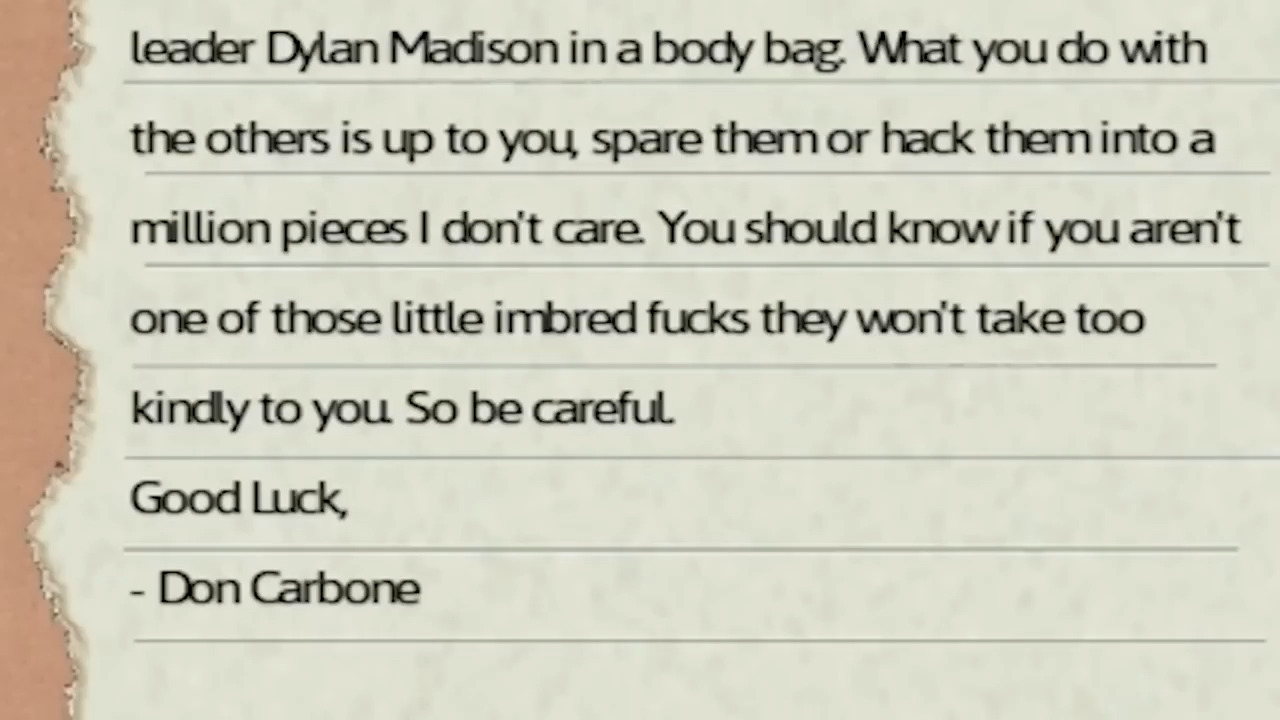 leader Dylan Madison in a body bag. What you do with
the others is up to you, spare them or hack them into a
million pieces I don't care. You should know if you aren't
one of those little imbred fucks they won't take too
kindly to you. So be careful.
Good Luck,
- Don Carbone